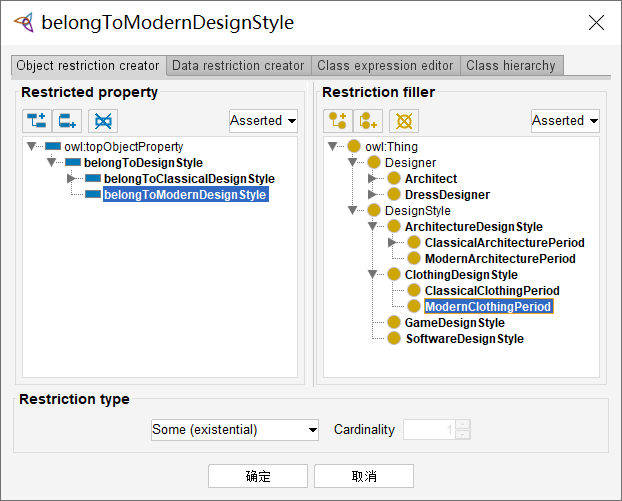 belongToModernDesignStyle
Object restriction creator Data restriction creator Class expression editor Class hierarchy
Restricted property
Asserted
owl:topObjectProperty
belongToDesignStyle
belongToClassicalDesignStyle
belongToModernDesignStyle
Restriction filler
Asserted
owl:Thing
Designer
Architect
DressDesigner
DesignStyle
ArchitectureDesignStyle
ClassicalArchitecturePeriod
ModernArchitecturePeriod
ClothingDesignStyle
ClassicalClothingPeriod
ModernClothingPeriod
GameDesignStyle
SoftwareDesignStyle
Restriction type
Some (existential) Cardinality 1
确定 取消